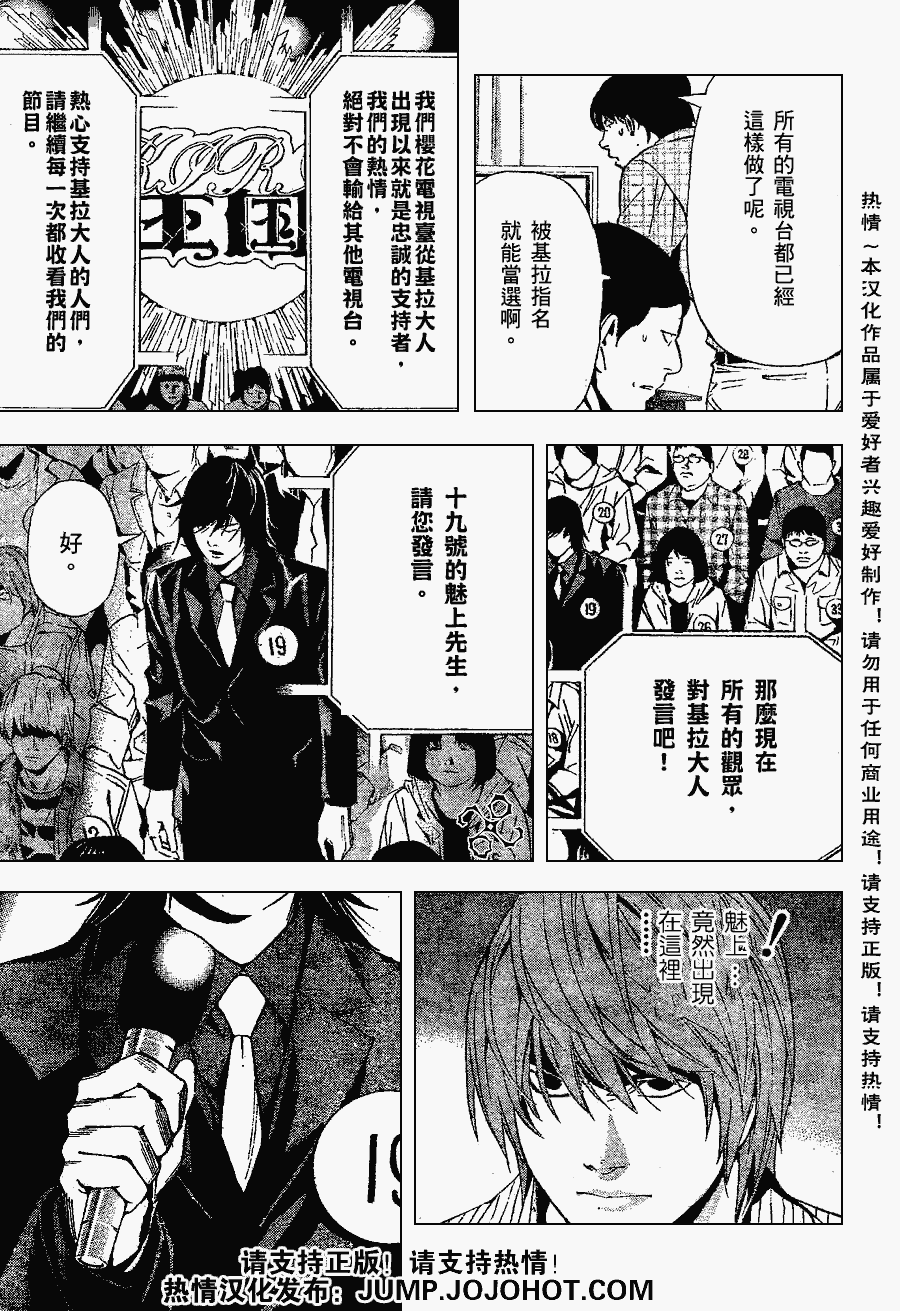 所有的電視台都已經
這樣做了呢。
被基拉指名
就能當選啊。
我們櫻花電視臺從基拉大人
出現以來就是忠誠的支持者，
我們的熱情，
絕對不會輸給其他電視台。
熱心支持基拉大人的人們，
請繼續每一次都收看我們的
節目。
那麼現在
所有的觀眾，
對基拉大人
發言吧！
28
20
27
19
26
33
十九號的魅上先生，
請您發言。
19
好。
！
魅上…
竟然出現
在這裡
……
19
热情～本汉化作品属于爱好者兴趣爱好制作！请勿用于任何商业用途！请支持正版！请支持热情！
请支持正版！请支持热情！
热情汉化发布：JUMP.JOJOHOT.COM